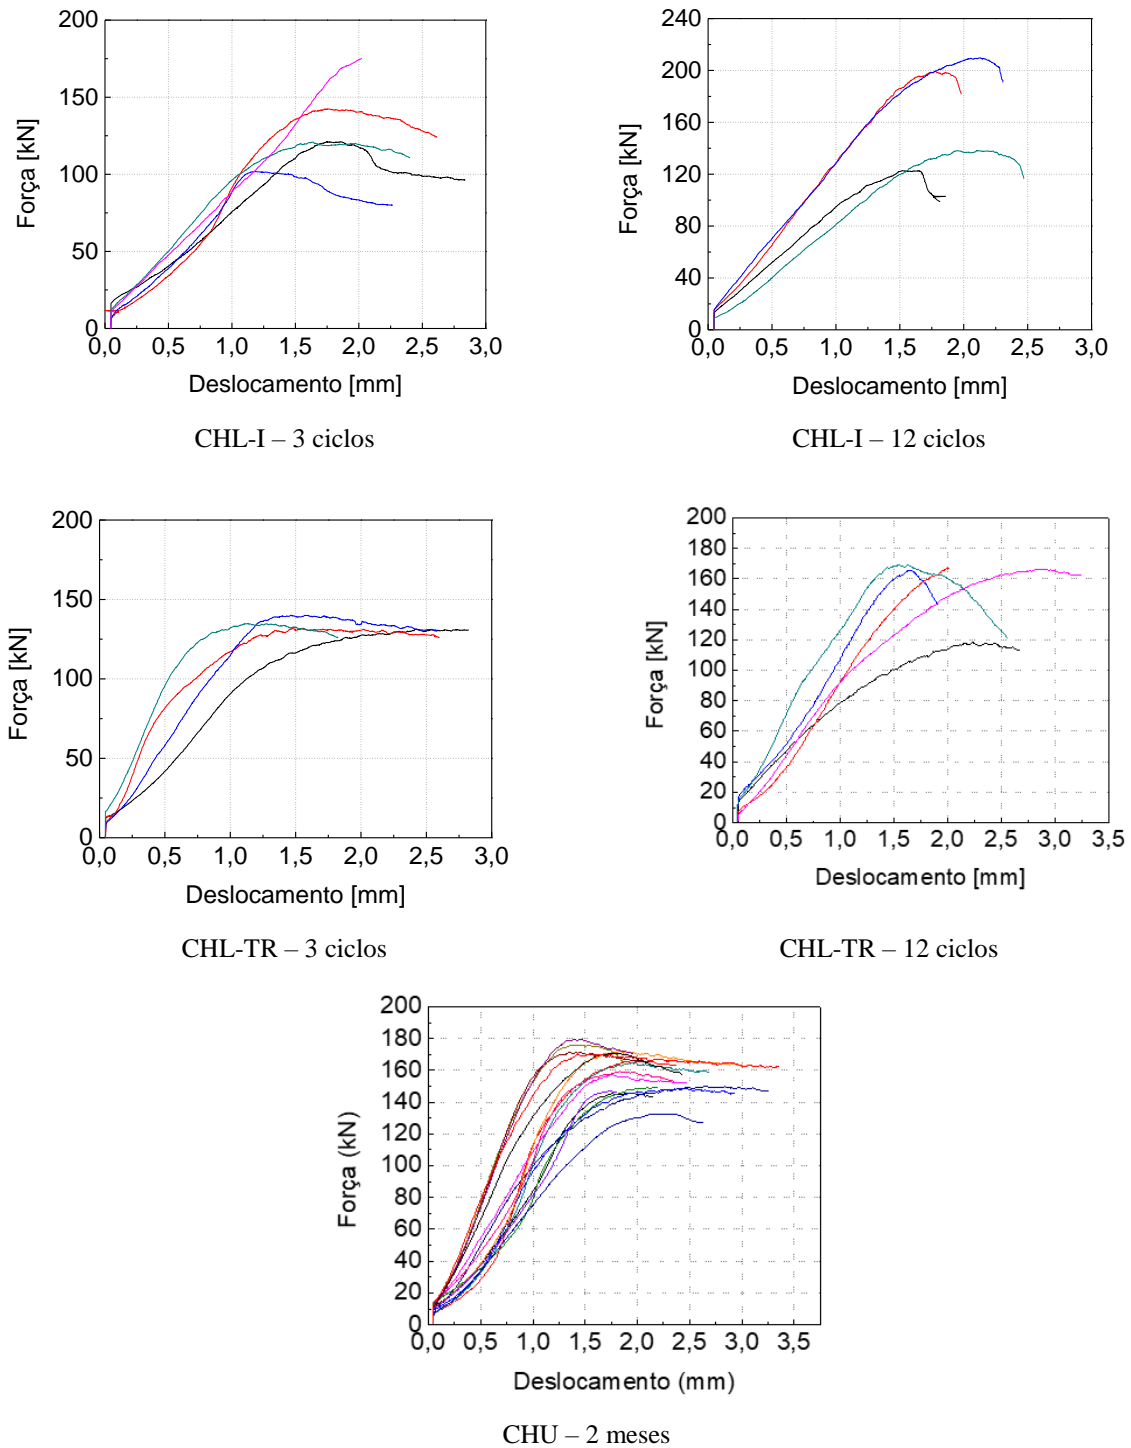 200
150
100
50
0
Força [kN]
0,0 0,5 1,0 1,5 2,0 2,5 3,0
Deslocamento [mm]
CHL-I – 3 ciclos
240
200
160
120
80
40
0
Força [kN]
0,0 0,5 1,0 1,5 2,0 2,5 3,0
Deslocamento [mm]
CHL-I – 12 ciclos
200
150
100
50
0
Força [kN]
0,0 0,5 1,0 1,5 2,0 2,5 3,0
Deslocamento [mm]
CHL-TR – 3 ciclos
200
180
160
140
120
100
80
60
40
20
0
Força [kN]
0,0 0,5 1,0 1,5 2,0 2,5 3,0 3,5
Deslocamento [mm]
CHL-TR – 12 ciclos
200
180
160
140
120
100
80
60
40
20
0
Força (kN)
0,0 0,5 1,0 1,5 2,0 2,5 3,0 3,5
Deslocamento (mm)
CHU – 2 meses